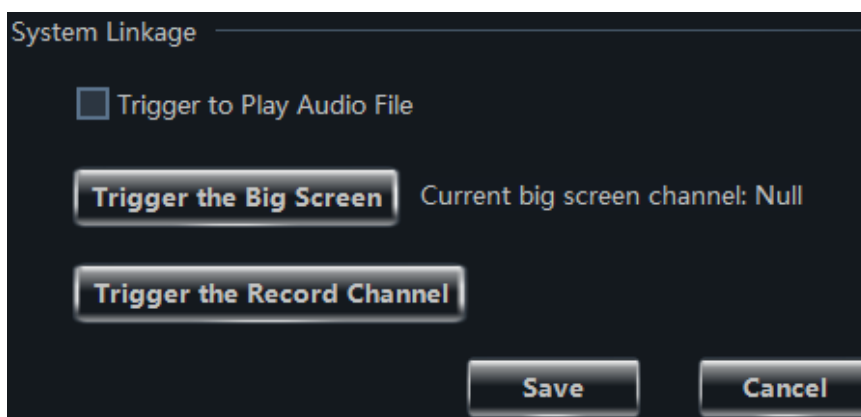 System Linkage
Trigger to Play Audio File
Trigger the Big Screen Current big screen channel: Null
Trigger the Record Channel
Save Cancel